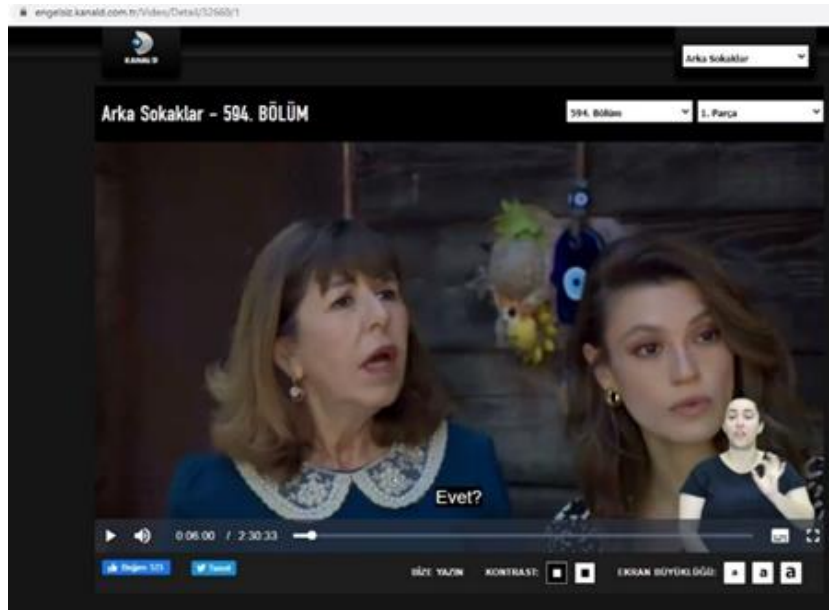 engelsiz.kanald.com.tr/Video/Detail/32660/1
KANAL D
Arka Sokaklar
Arka Sokaklar – 594. BÖLÜM
594. Bölüm
1. Parça
Evet?
0:06:00 / 2:30:33
Beğen
Tweet
BİZE YAZIN
KONTRAST:
EKRAN BÜYÜKLÜĞÜ:
a
a
a